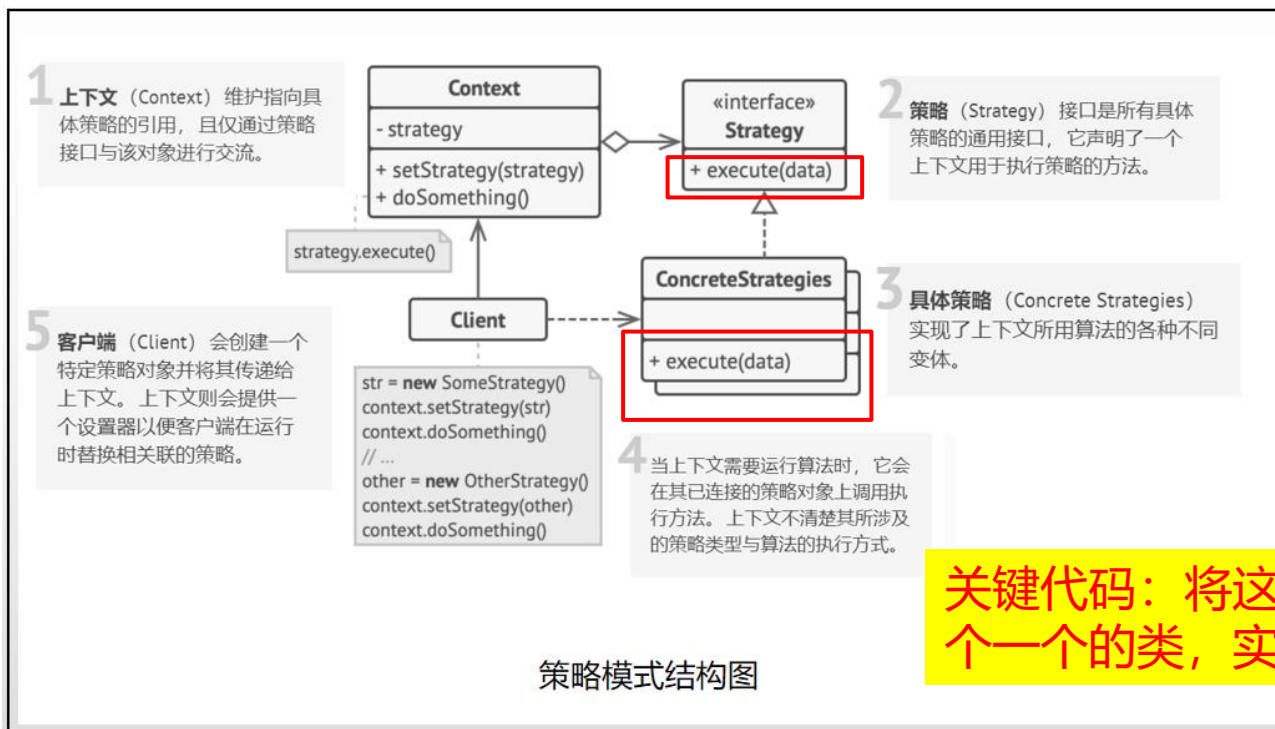 1
上下文（Context）维护指向具
体策略的引用，且仅通过策略
接口与该对象进行交流。
Context
- strategy
+ setStrategy(strategy)
+ doSomething()
strategy.execute()
«interface»
Strategy
+ execute(data)
2
策略（Strategy）接口是所有具体
策略的通用接口，它声明了一个
上下文用于执行策略的方法。
ConcreteStrategies
+ execute(data)
3
具体策略（Concrete Strategies）
实现了上下文所用算法的各种不同
变体。
Client
5
客户端（Client）会创建一个
特定策略对象并将其传递给
上下文。上下文则会提供一
个设置器以便客户端在运行
时替换相关联的策略。
str = new SomeStrategy()
context.setStrategy(str)
context.doSomething()
// ...
other = new OtherStrategy()
context.setStrategy(other)
context.doSomething()
4
当上下文需要运行算法时，它会
在其已连接的策略对象上调用执
行方法。上下文不清楚其所涉及
的策略类型与算法的执行方式。
关键代码：将这
个一个的类，实
策略模式结构图